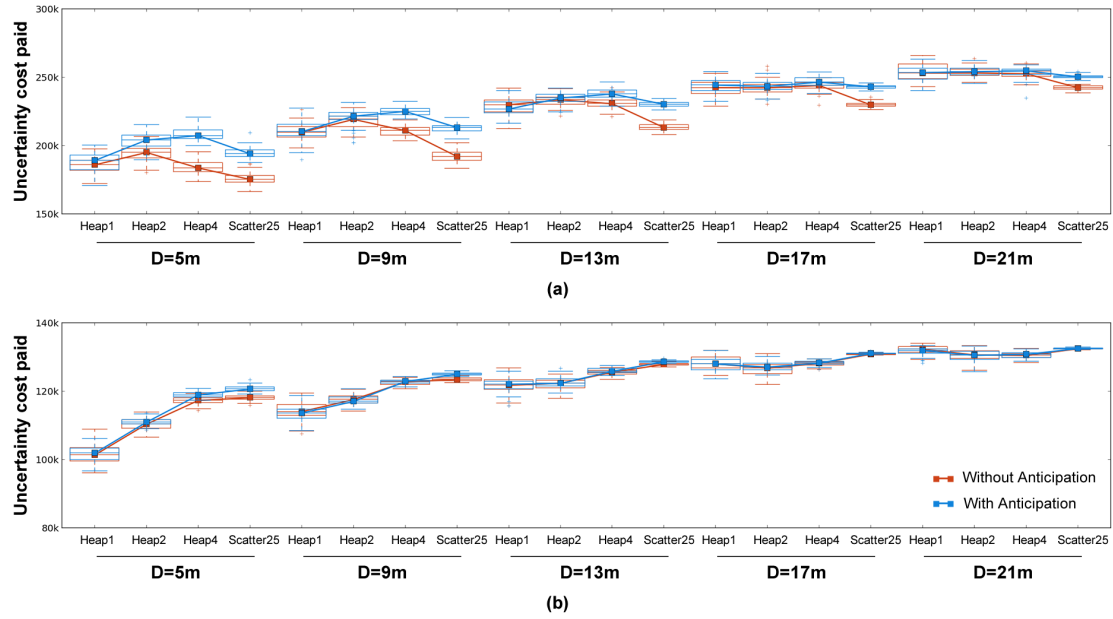 300k
250k
200k
150k
Uncertainty cost paid
Heap1 Heap2 Heap4 Scatter25 Heap1 Heap2 Heap4 Scatter25 Heap1 Heap2 Heap4 Scatter25 Heap1 Heap2 Heap4 Scatter25 Heap1 Heap2 Heap4 Scatter25
D=5m D=9m D=13m D=17m D=21m
(a)
140k
120k
100k
80k
Uncertainty cost paid
Without Anticipation
With Anticipation
Heap1 Heap2 Heap4 Scatter25 Heap1 Heap2 Heap4 Scatter25 Heap1 Heap2 Heap4 Scatter25 Heap1 Heap2 Heap4 Scatter25 Heap1 Heap2 Heap4 Scatter25
D=5m D=9m D=13m D=17m D=21m
(b)